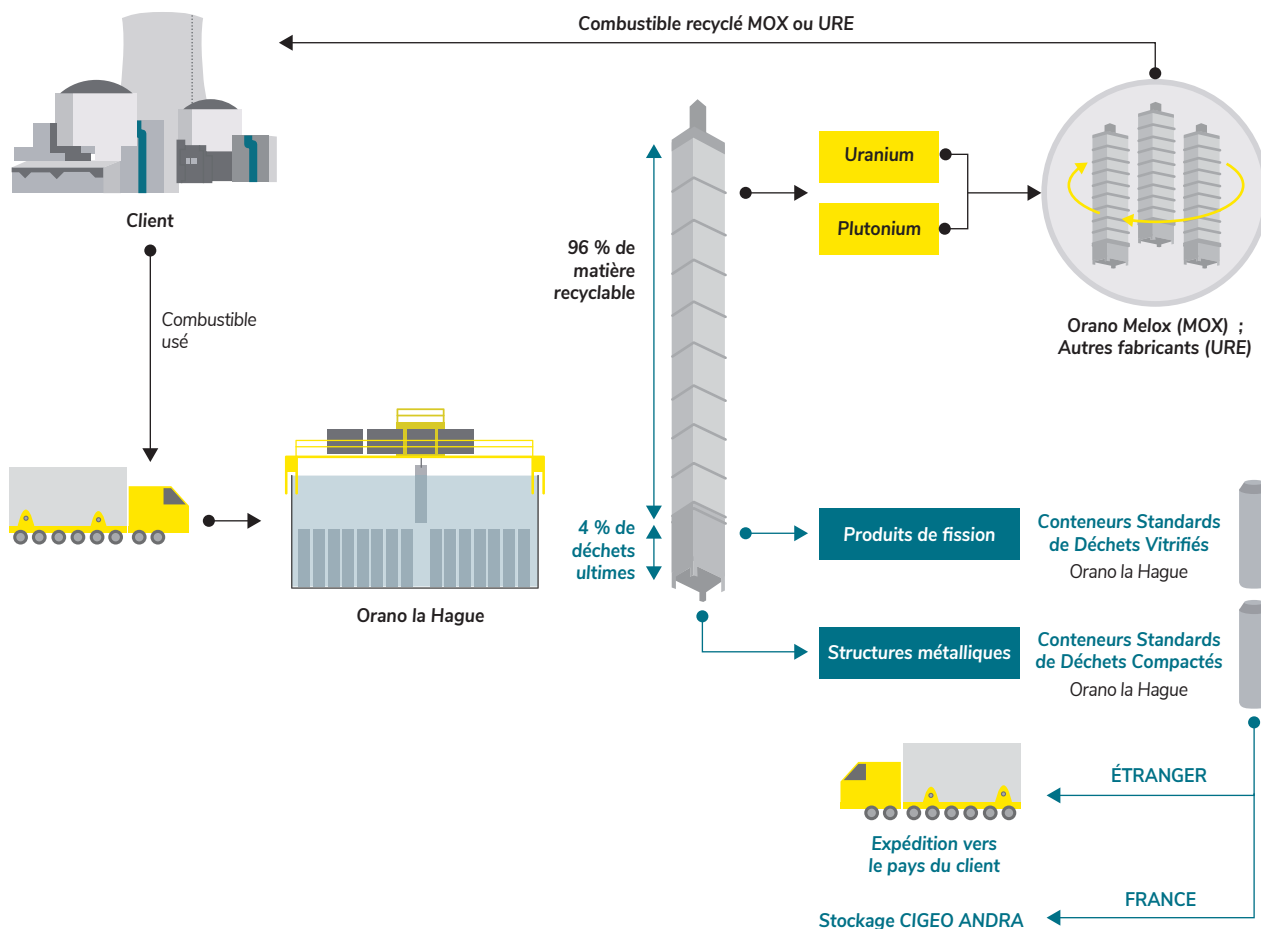 Combustible recyclé MOX ou URE
Client
Combustible
usé
Orano la Hague
96 % de
matière
recyclable
4 % de
déchets
ultimes
Uranium
Plutonium
Orano Melox (MOX) ;
Autres fabricants (URE)
Produits de fission
Conteneurs Standards
de Déchets Vitrifiés
Orano la Hague
Structures métalliques
Conteneurs Standards
de Déchets Compactés
Orano la Hague
ÉTRANGER
Expédition vers
le pays du client
FRANCE
Stockage CIGEO ANDRA